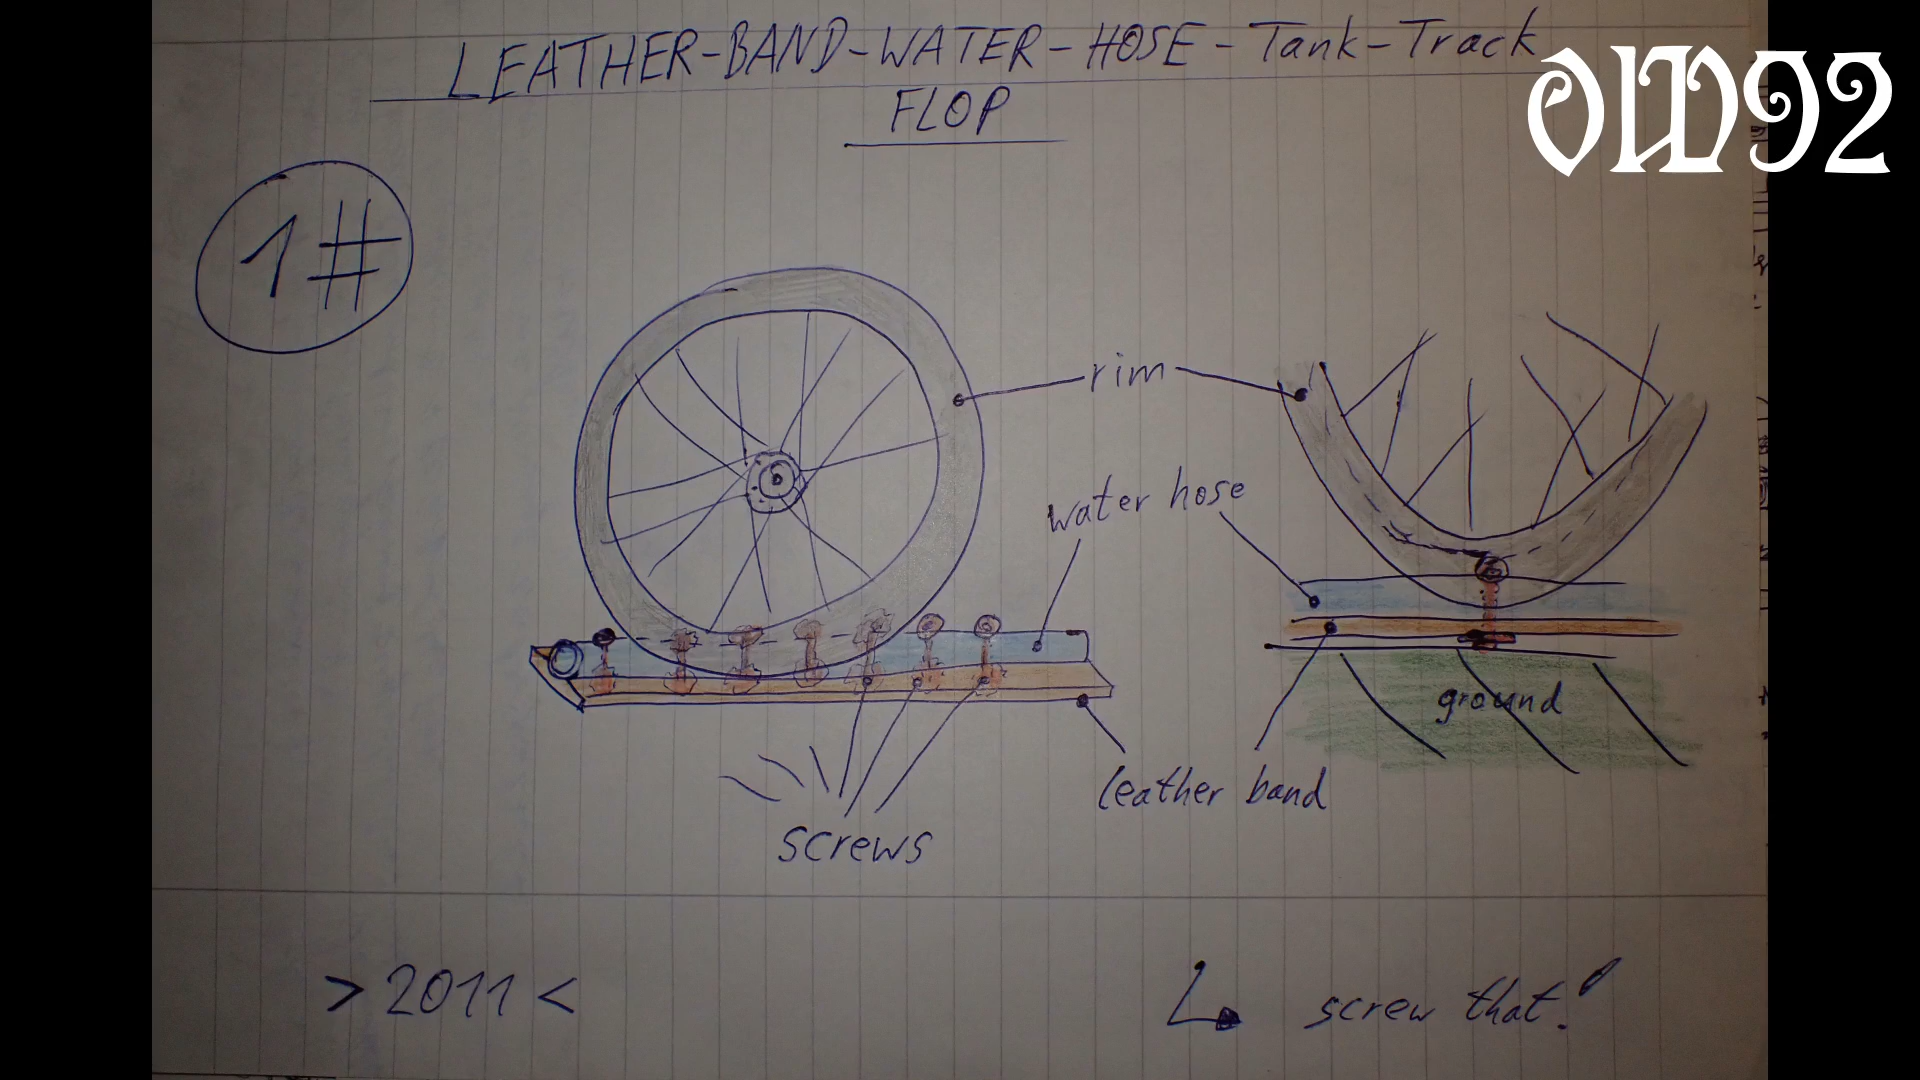 LEATHER-BAND-WATER-HOSE-Tank-Track
FLOP
OW92
1#
rim
water hose
ground
leather band
screws
>2011<
screw that!